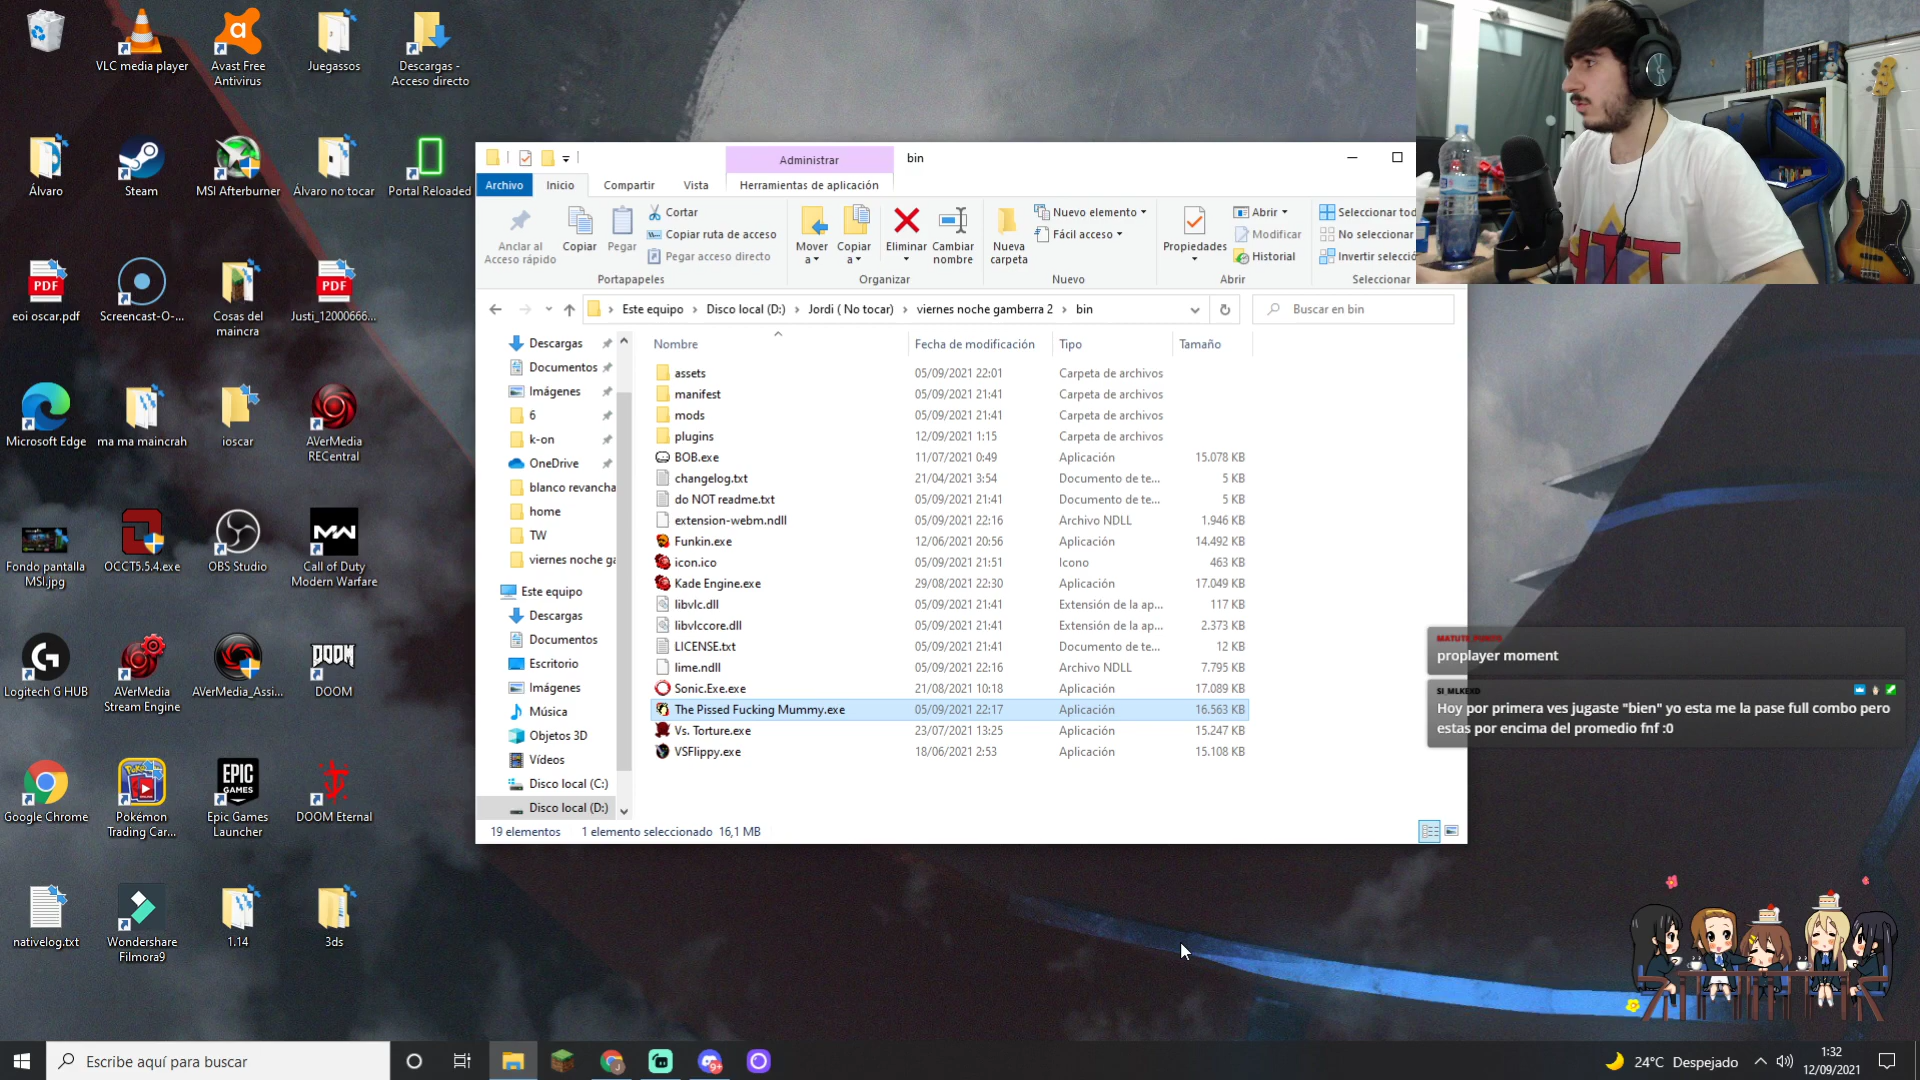 VLC media player
Avast Free
Antivirus
Juegassos
Descargas -
Acceso directo
Álvaro
Steam
MSI Afterburner
Álvaro no tocar
Portal Reloaded
PDF
eoi oscar.pdf
Screencast-O-...
Cosas del
maincra
PDF
Justi_12000666...
Microsoft Edge
ma ma maincrah
ioscar
AVerMedia
RECentral
Fondo pantalla
MSI.jpg
OCCT5.5.4.exe
OBS Studio
Call of Duty
Modern Warfare
Logitech G HUB
AVerMedia
Stream Engine
AVerMedia_Assi...
DOOM
DOOM
Google Chrome
Pokémon
Trading Car...
EPIC
GAMES
Epic Games
Launcher
DOOM Eternal
nativelog.txt
Wondershare
Filmora9
1.14
3ds
Administrar
bin
Archivo
Inicio
Compartir
Vista
Herramientas de aplicación
Anclar al
Acceso rápido
Copiar
Pegar
Cortar
Copiar ruta de acceso
Pegar acceso directo
Portapapeles
Mover
a
Copiar
a
Eliminar
Cambiar
nombre
Organizar
Nueva
carpeta
Nuevo elemento
Fácil acceso
Nuevo
Propiedades
Abrir
Modificar
Historial
Abrir
Seleccionar tod
No seleccionar
Invertir selecció
Seleccionar
Este equipo > Disco local (D:) > Jordi ( No tocar) > viernes noche gamberra 2 > bin
Buscar en bin
Descargas
Documentos
Imágenes
6
k-on
OneDrive
blanco revancha
home
TW
viernes noche ga
Este equipo
Descargas
Documentos
Escritorio
Imágenes
Música
Objetos 3D
Vídeos
Disco local (C:)
Disco local (D:)
Nombre Fecha de modificación Tipo Tamaño
assets 05/09/2021 22:01 Carpeta de archivos
manifest 05/09/2021 21:41 Carpeta de archivos
mods 05/09/2021 21:41 Carpeta de archivos
plugins 12/09/2021 1:15 Carpeta de archivos
BOB.exe 11/07/2021 0:49 Aplicación 15.078 KB
changelog.txt 21/04/2021 3:54 Documento de te... 5 KB
do NOT readme.txt 05/09/2021 21:41 Documento de te... 5 KB
extension-webm.ndll 05/09/2021 22:16 Archivo NDLL 1.946 KB
Funkin.exe 12/06/2021 20:56 Aplicación 14.492 KB
icon.ico 05/09/2021 21:51 Icono 463 KB
Kade Engine.exe 29/08/2021 22:30 Aplicación 17.049 KB
libvlc.dll 05/09/2021 21:41 Extensión de la ap... 117 KB
libvlccore.dll 05/09/2021 21:41 Extensión de la ap... 2.373 KB
LICENSE.txt 05/09/2021 21:41 Documento de te... 12 KB
lime.ndll 05/09/2021 22:16 Archivo NDLL 7.795 KB
Sonic.Exe.exe 21/08/2021 10:18 Aplicación 17.089 KB
The Pissed Fucking Mummy.exe 05/09/2021 22:17 Aplicación 16.563 KB
Vs. Torture.exe 23/07/2021 13:25 Aplicación 15.247 KB
VSFlippy.exe 18/06/2021 2:53 Aplicación 15.108 KB
19 elementos 1 elemento seleccionado 16,1 MB
proplayer moment
SI_MLKEXD
Hoy por primera ves jugaste "bien" yo esta me la pase full combo pero
estas por encima del promedio fnf :0
Escribe aquí para buscar
9+
24°C Despejado
1:32
12/09/2021